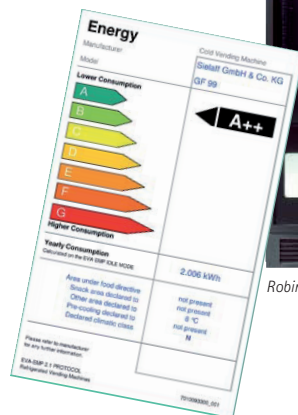 Energy
Cold Vending Machine
Manufacturer
Sielaff GmbH & Co. KG
Model
GF 99
Lower Consumption
A
A++
B
C
D
E
F
G
Higher Consumption
Yearly Consumption
Calculated on the EVA EMP IDLE MODE
2.006 kWh
Area under food-directive
not present
Snack area declared to
not present
Other area declared to
8 °C
Pre-cooling declared to
not present
Declared climatic class
N
Please refer to manufacturer
for any further information.
EVA-EMP 2.1 PROTOCOL
Refrigerated Vending Machines
Robin